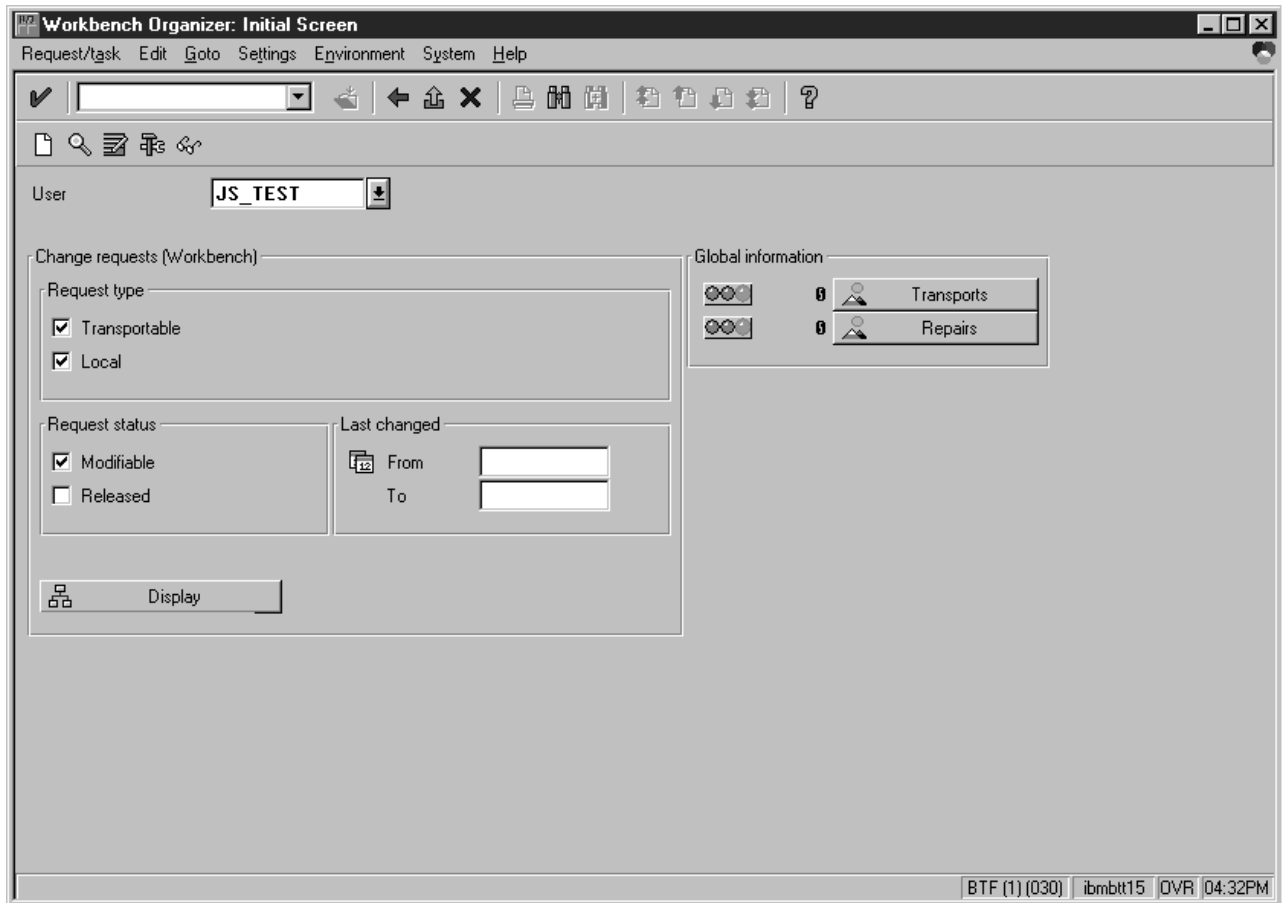 Workbench Organizer: Initial Screen
Request/task Edit Goto Settings Environment System Help
User JS_TEST
Change requests (Workbench) Global information
Request type 0 Transports
Transportable 0 Repairs
Local
Request status Last changed
Modifiable 12 From
Released To
Display
BTF (1) (030) ibmbtt15 OVR 04:32PM